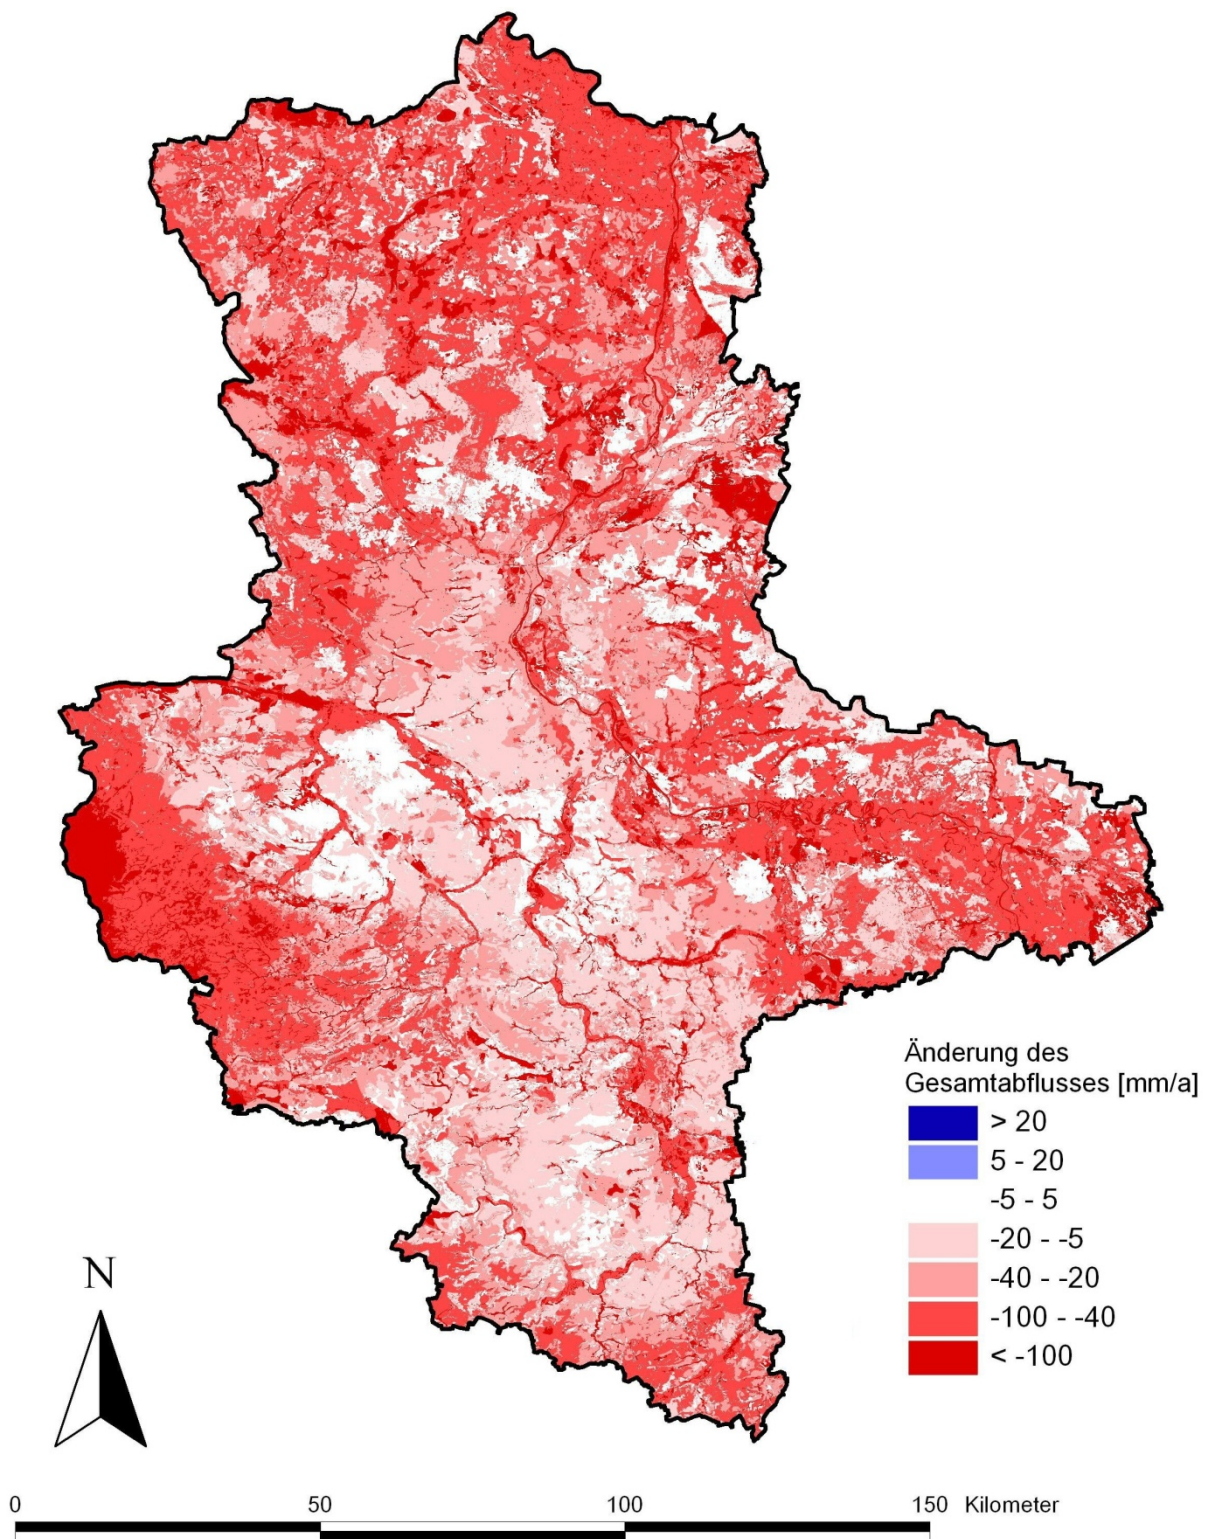 Änderung des
Gesamtabflusses [mm/a]
> 20
5 - 20
-5 - 5
-20 - -5
-40 - -20
-100 - -40
< -100
N
0 50 100 150 Kilometer